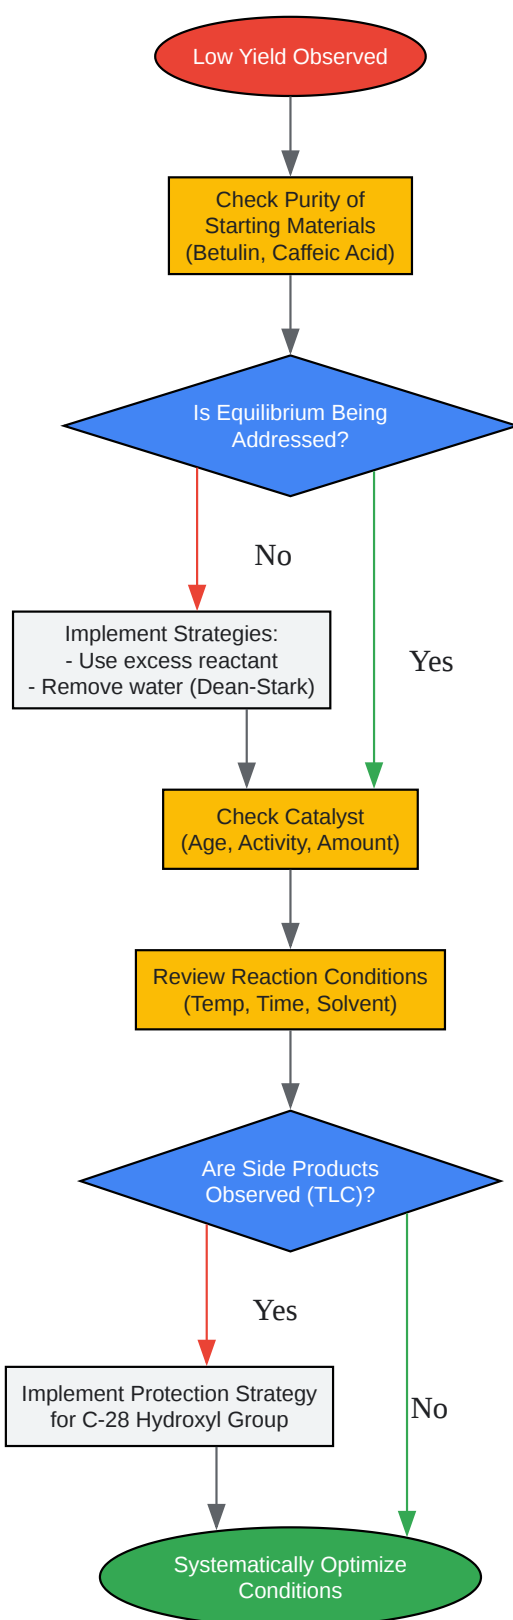 Low Yield Observed
Check Purity of
Starting Materials
(Betulin, Caffeic Acid)
Is Equilibrium Being
Addressed?
No
Implement Strategies:
- Use excess reactant
- Remove water (Dean-Stark)
Yes
Check Catalyst
(Age, Activity, Amount)
Review Reaction Conditions
(Temp, Time, Solvent)
Are Side Products
Observed (TLC)?
Yes
Implement Protection Strategy
for C-28 Hydroxyl Group
No
Systematically Optimize
Conditions